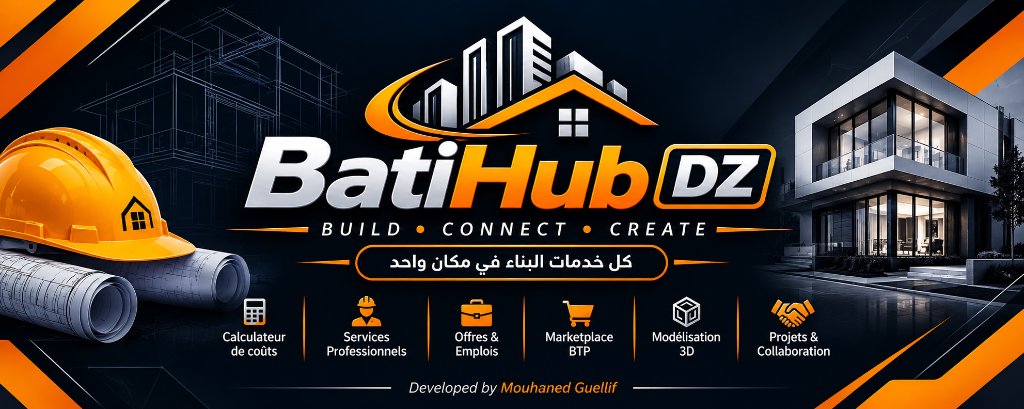 BatiHub DZ
BUILD • CONNECT • CREATE
كل خدمات البناء في مكان واحد
Calculateur
de coûts
Services
Professionnels
Offres &
Emplois
Marketplace
BTP
Modélisation
3D
Projets &
Collaboration
Developed by Mouhaned Guellif